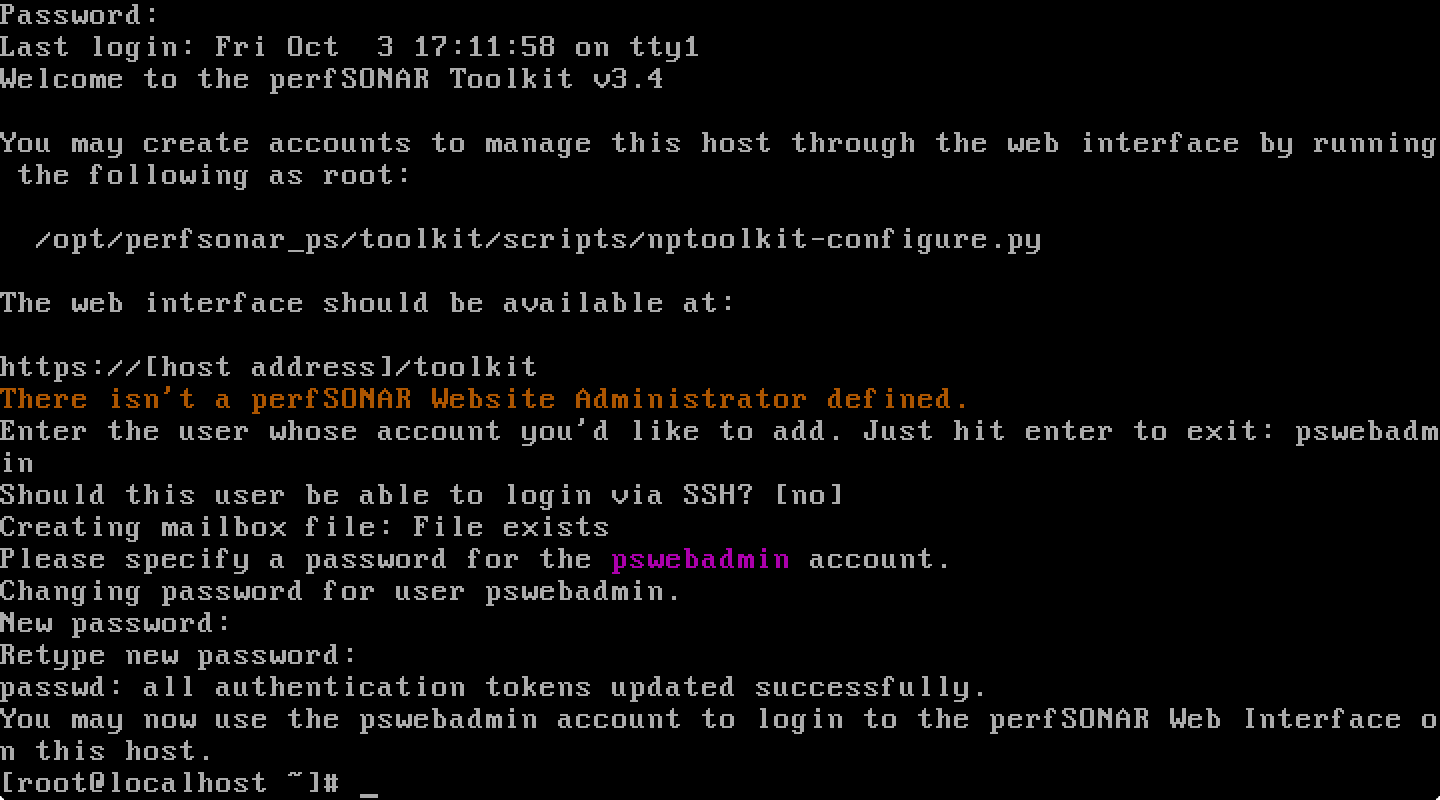 Password:
Last login: Fri Oct  3 17:11:58 on tty1
Welcome to the perfSONAR Toolkit v3.4
You may create accounts to manage this host through the web interface by running
 the following as root:
  /opt/perfsonar_ps/toolkit/scripts/nptoolkit-configure.py
The web interface should be available at:
https://[host address]/toolkit
There isn't a perfSONAR Website Administrator defined.
Enter the user whose account you'd like to add. Just hit enter to exit: pswebadm
in
Should this user be able to login via SSH? [no]
Creating mailbox file: File exists
Please specify a password for the pswebadmin account.
Changing password for user pswebadmin.
New password:
Retype new password:
passwd: all authentication tokens updated successfully.
You may now use the pswebadmin account to login to the perfSONAR Web Interface o
n this host.
[root@localhost ~]# _